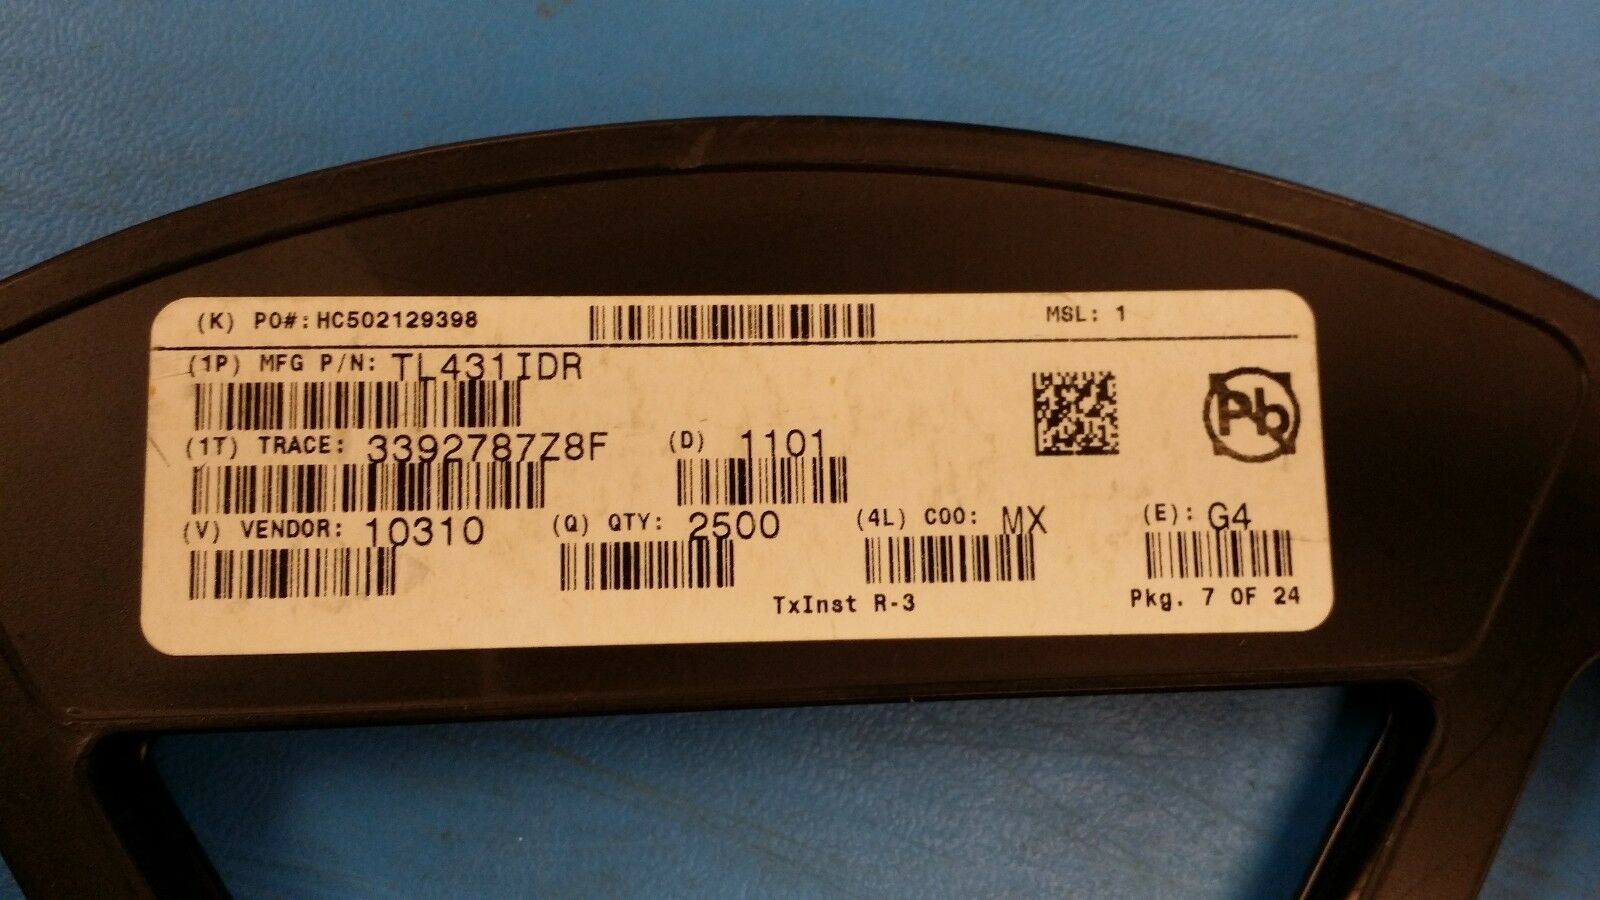 (K) PO#: HC502129398
MSL: 1
(1P) MFG P/N: TL431IDR
(1T) TRACE: 3392787Z8F
(D) 1101
Pb
(V) VENDOR: 10310
(Q) QTY: 2500
(4L) COO: MX
(E): G4
TxInst R-3
Pkg. 7 OF 24